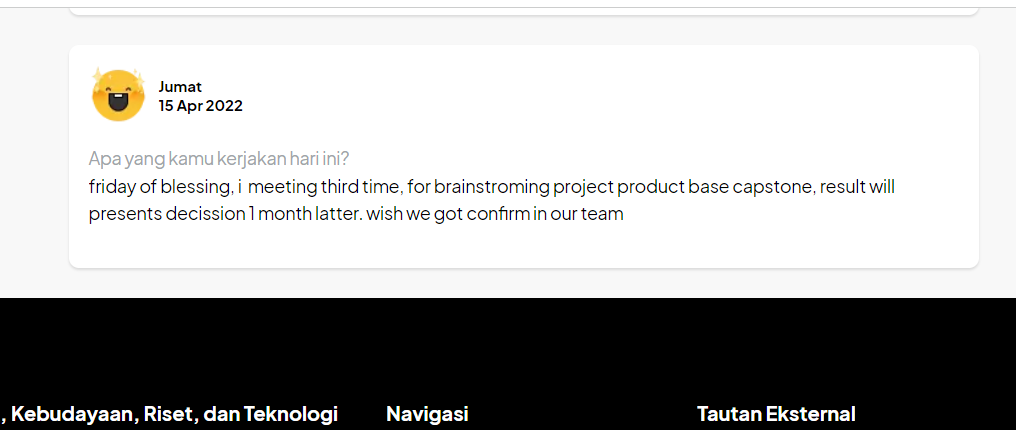 Jumat
15 Apr 2022
Apa yang kamu kerjakan hari ini?
friday of blessing, i meeting third time, for brainstroming project product base capstone, result will
presents decission 1 month latter. wish we got confirm in our team
, Kebudayaan, Riset, dan Teknologi
Navigasi
Tautan Eksternal